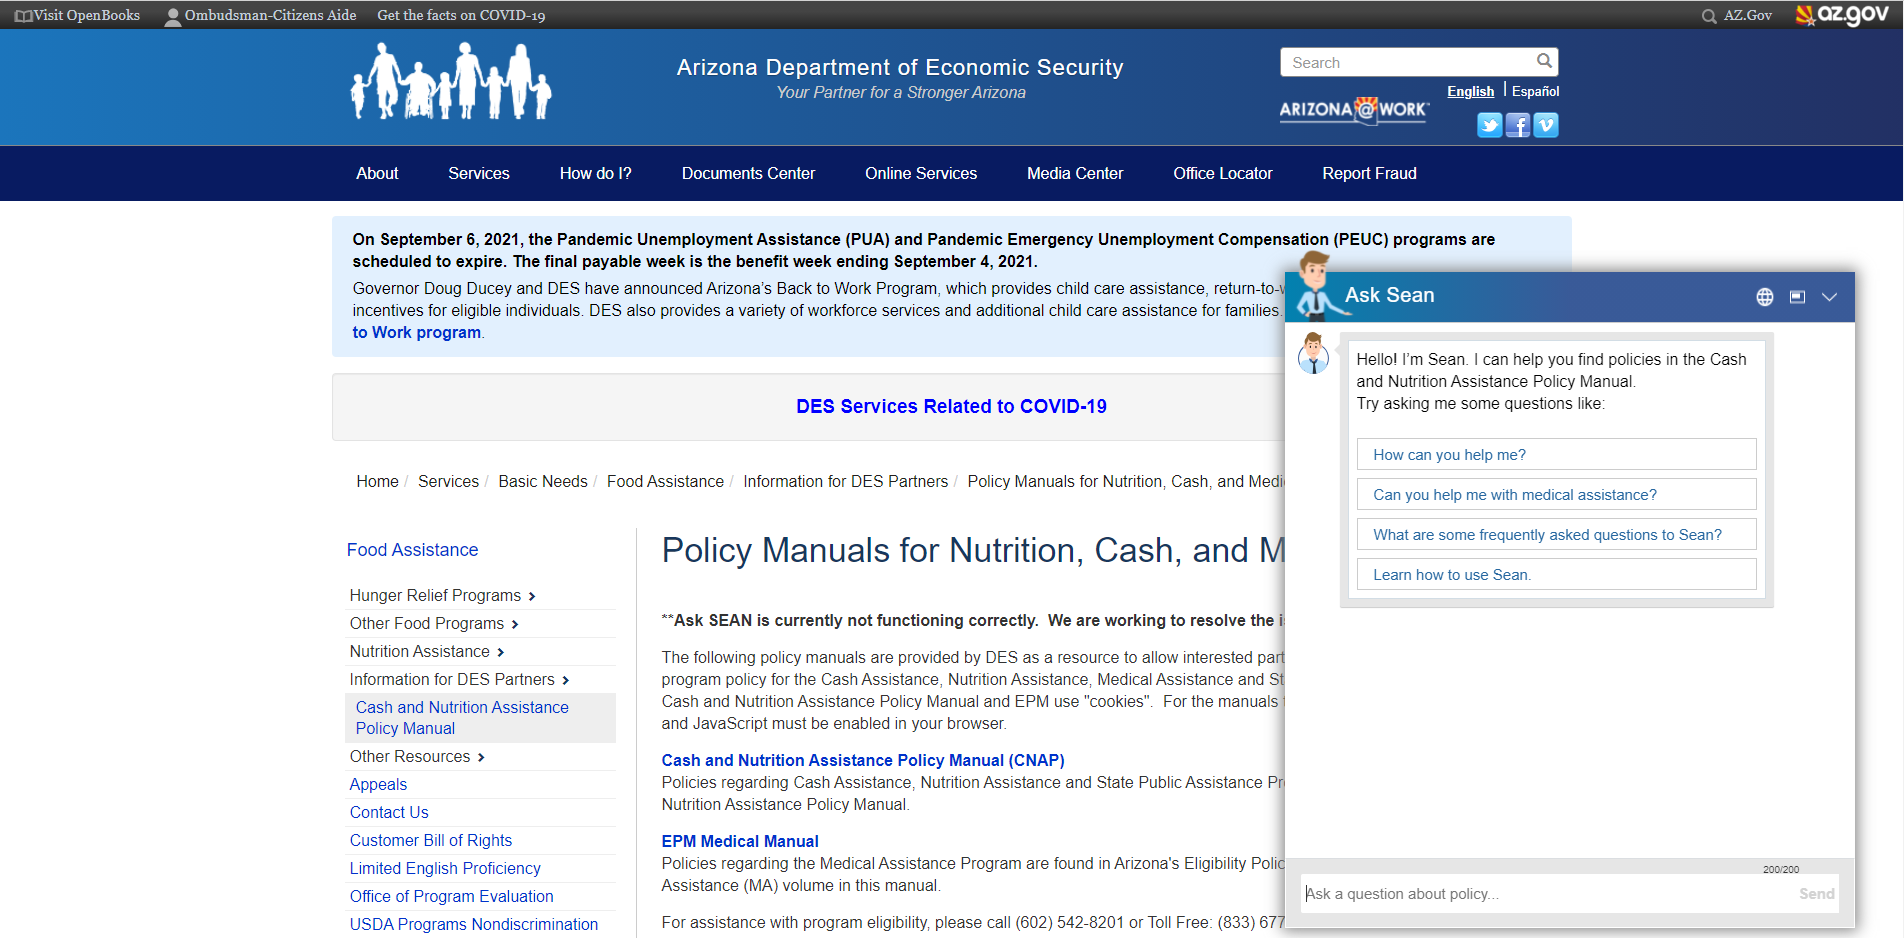 Visit OpenBooks Ombudsman-Citizens Aide Get the facts on COVID-19 AZ.Gov az.gov
Arizona Department of Economic Security
Your Partner for a Stronger Arizona
Search
English Español
ARIZONA@WORK
About Services How do I? Documents Center Online Services Media Center Office Locator Report Fraud
On September 6, 2021, the Pandemic Unemployment Assistance (PUA) and Pandemic Emergency Unemployment Compensation (PEUC) programs are
scheduled to expire. The final payable week is the benefit week ending September 4, 2021.
Governor Doug Ducey and DES have announced Arizona's Back to Work Program, which provides child care assistance, return-to-
incentives for eligible individuals. DES also provides a variety of workforce services and additional child care assistance for families.
to Work program.
DES Services Related to COVID-19
Home / Services / Basic Needs / Food Assistance / Information for DES Partners / Policy Manuals for Nutrition, Cash, and Medi
Food Assistance
Hunger Relief Programs
Other Food Programs
Nutrition Assistance
Information for DES Partners
Cash and Nutrition Assistance
Policy Manual
Other Resources
Appeals
Contact Us
Customer Bill of Rights
Limited English Proficiency
Office of Program Evaluation
USDA Programs Nondiscrimination
Policy Manuals for Nutrition, Cash, and M
**Ask SEAN is currently not functioning correctly. We are working to resolve the i
The following policy manuals are provided by DES as a resource to allow interested part
program policy for the Cash Assistance, Nutrition Assistance, Medical Assistance and St
Cash and Nutrition Assistance Policy Manual and EPM use "cookies". For the manuals
and JavaScript must be enabled in your browser.
Cash and Nutrition Assistance Policy Manual (CNAP)
Policies regarding Cash Assistance, Nutrition Assistance and State Public Assistance Pr
Nutrition Assistance Policy Manual.
EPM Medical Manual
Policies regarding the Medical Assistance Program are found in Arizona's Eligibility Polic
Assistance (MA) volume in this manual.
For assistance with program eligibility, please call (602) 542-8201 or Toll Free: (833) 677
Ask Sean
Hello! I'm Sean. I can help you find policies in the Cash
and Nutrition Assistance Policy Manual.
Try asking me some questions like:
How can you help me?
Can you help me with medical assistance?
What are some frequently asked questions to Sean?
Learn how to use Sean.
200/200
Ask a question about policy... Send